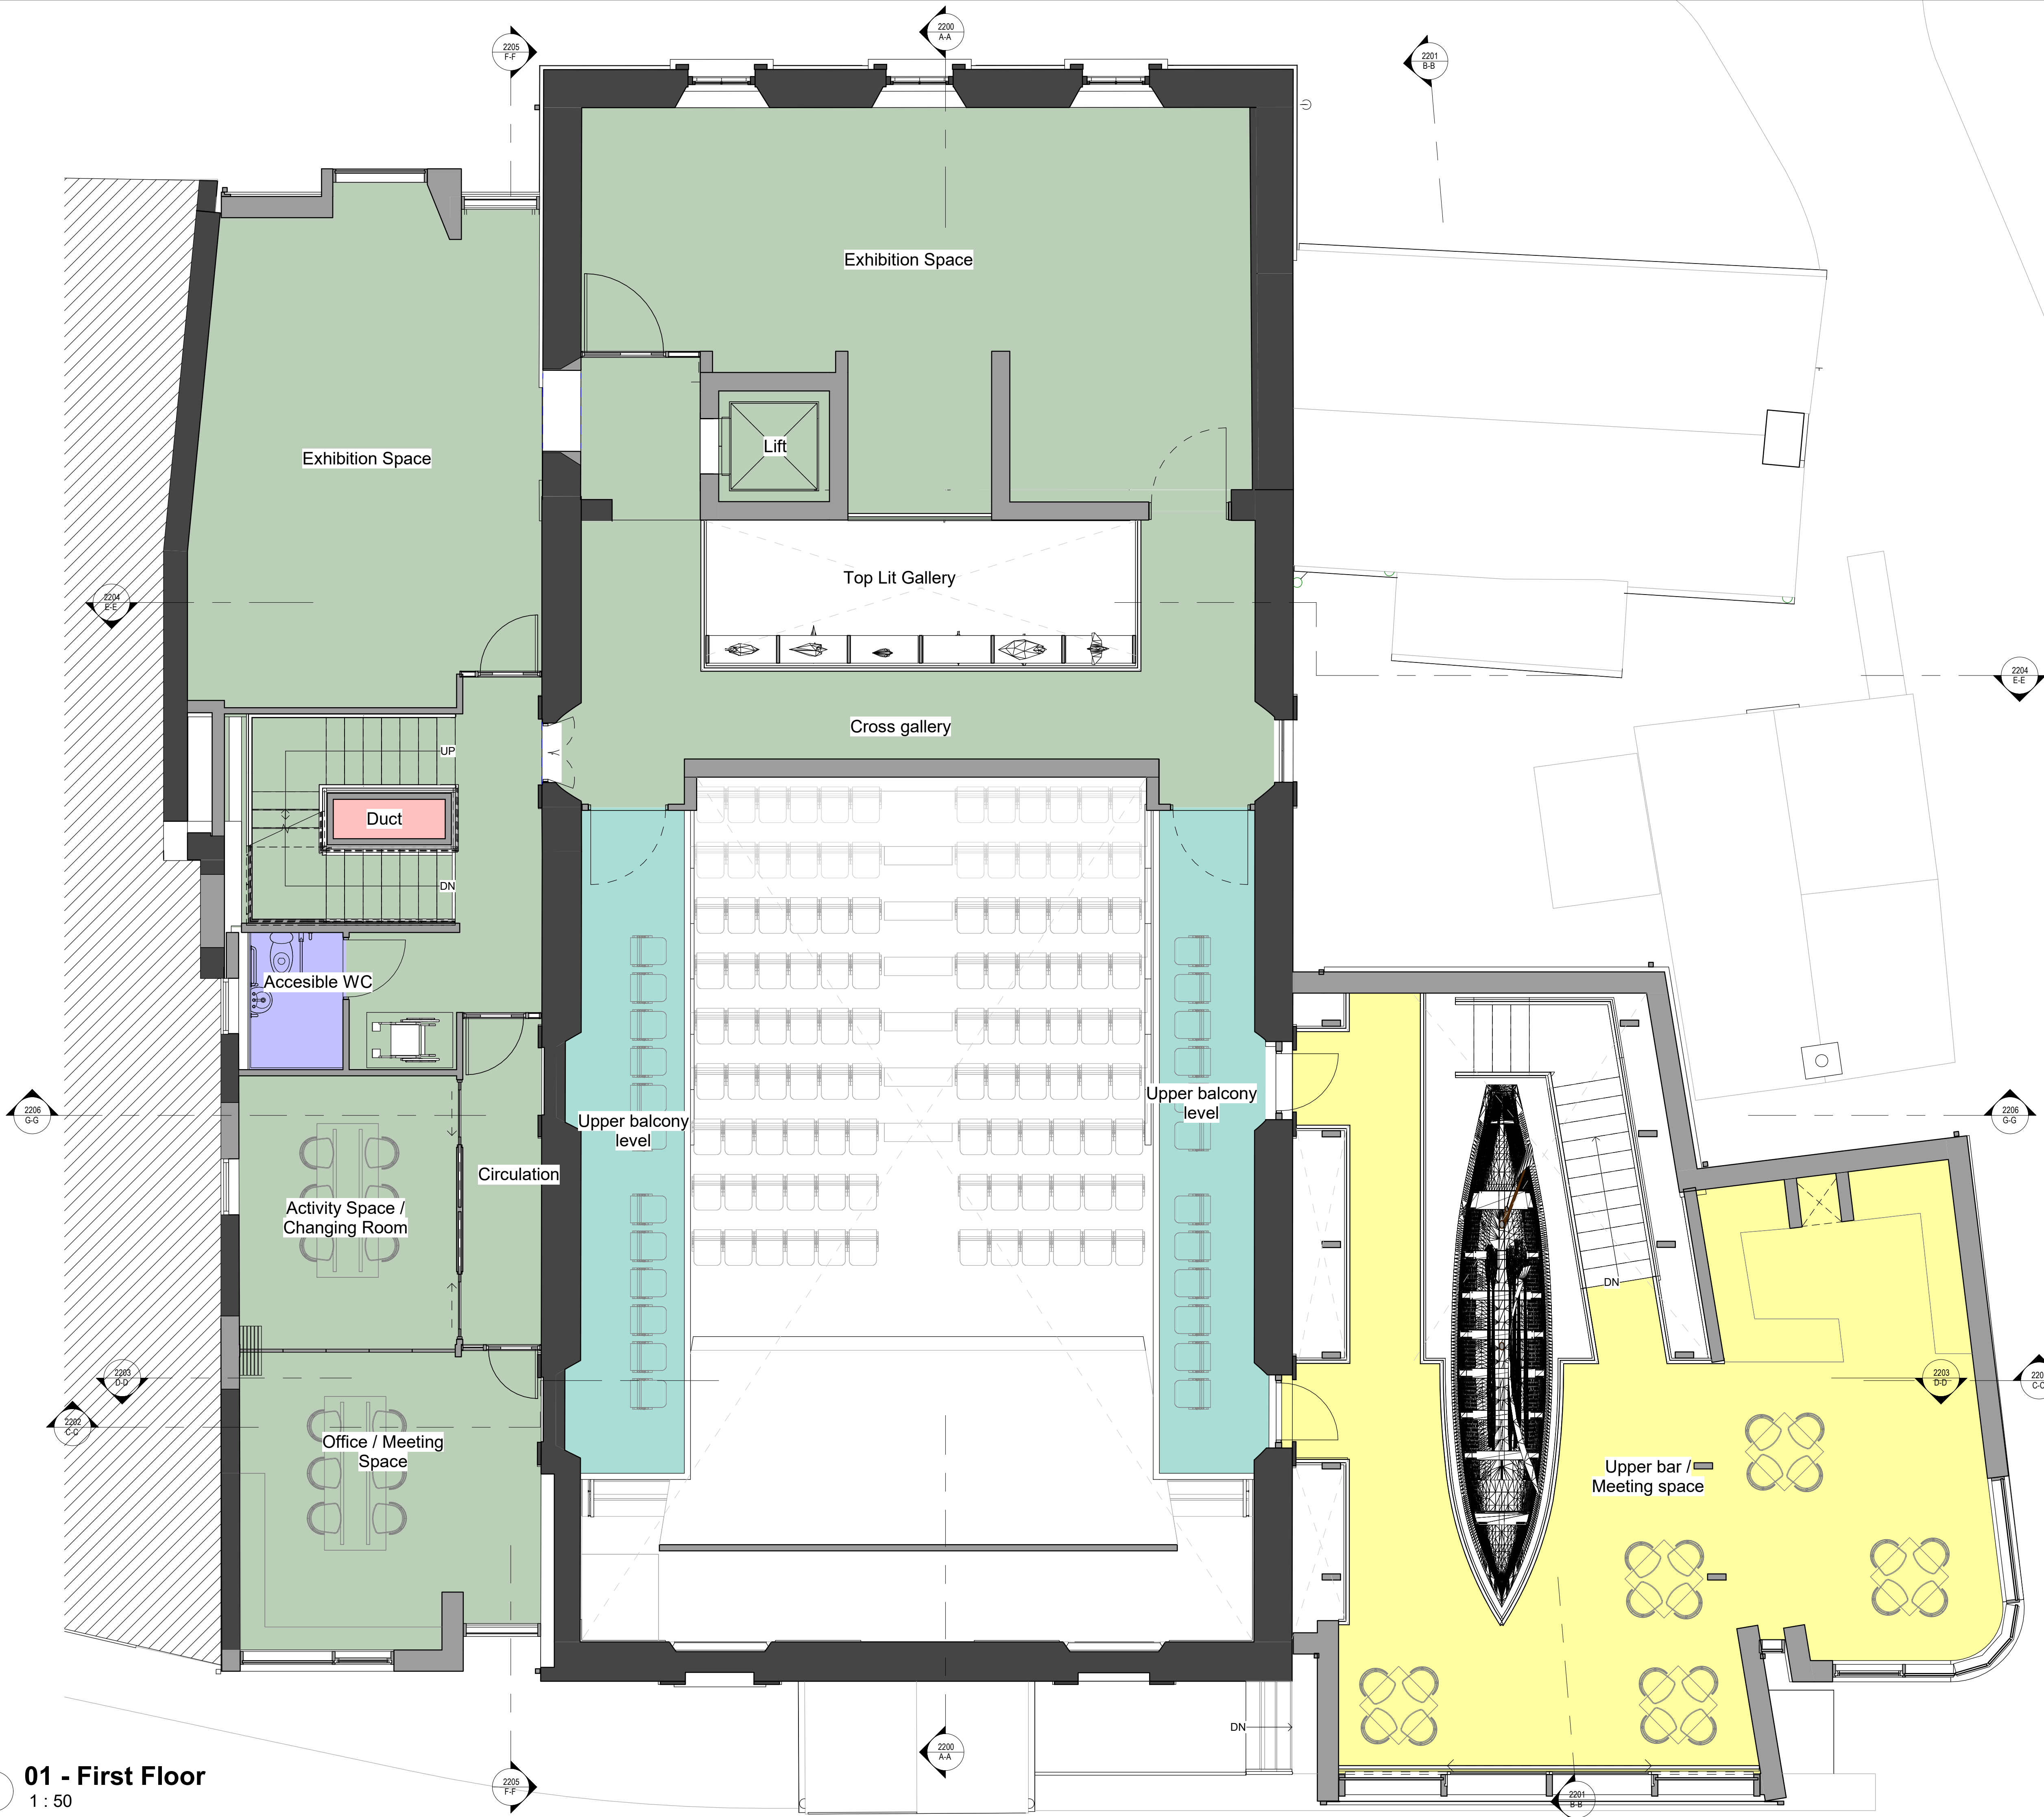 2200
A-A
2205
F-F
2201
B-B
Exhibition Space
Exhibition Space
Lift
Top Lit Gallery
2204
E-E
2204
E-E
Cross gallery
UP
Duct
DN
Accesible WC
2206
G-G
Upper balcony
level
Upper balcony
level
2206
G-G
Circulation
Activity Space /
Changing Room
DN
2203
D-D
2203
D-D
2202
C-C
Office / Meeting
Space
Upper bar /
Meeting space
DN
2200
A-A
2205
F-F
2201
B-B
01 - First Floor
1 : 50